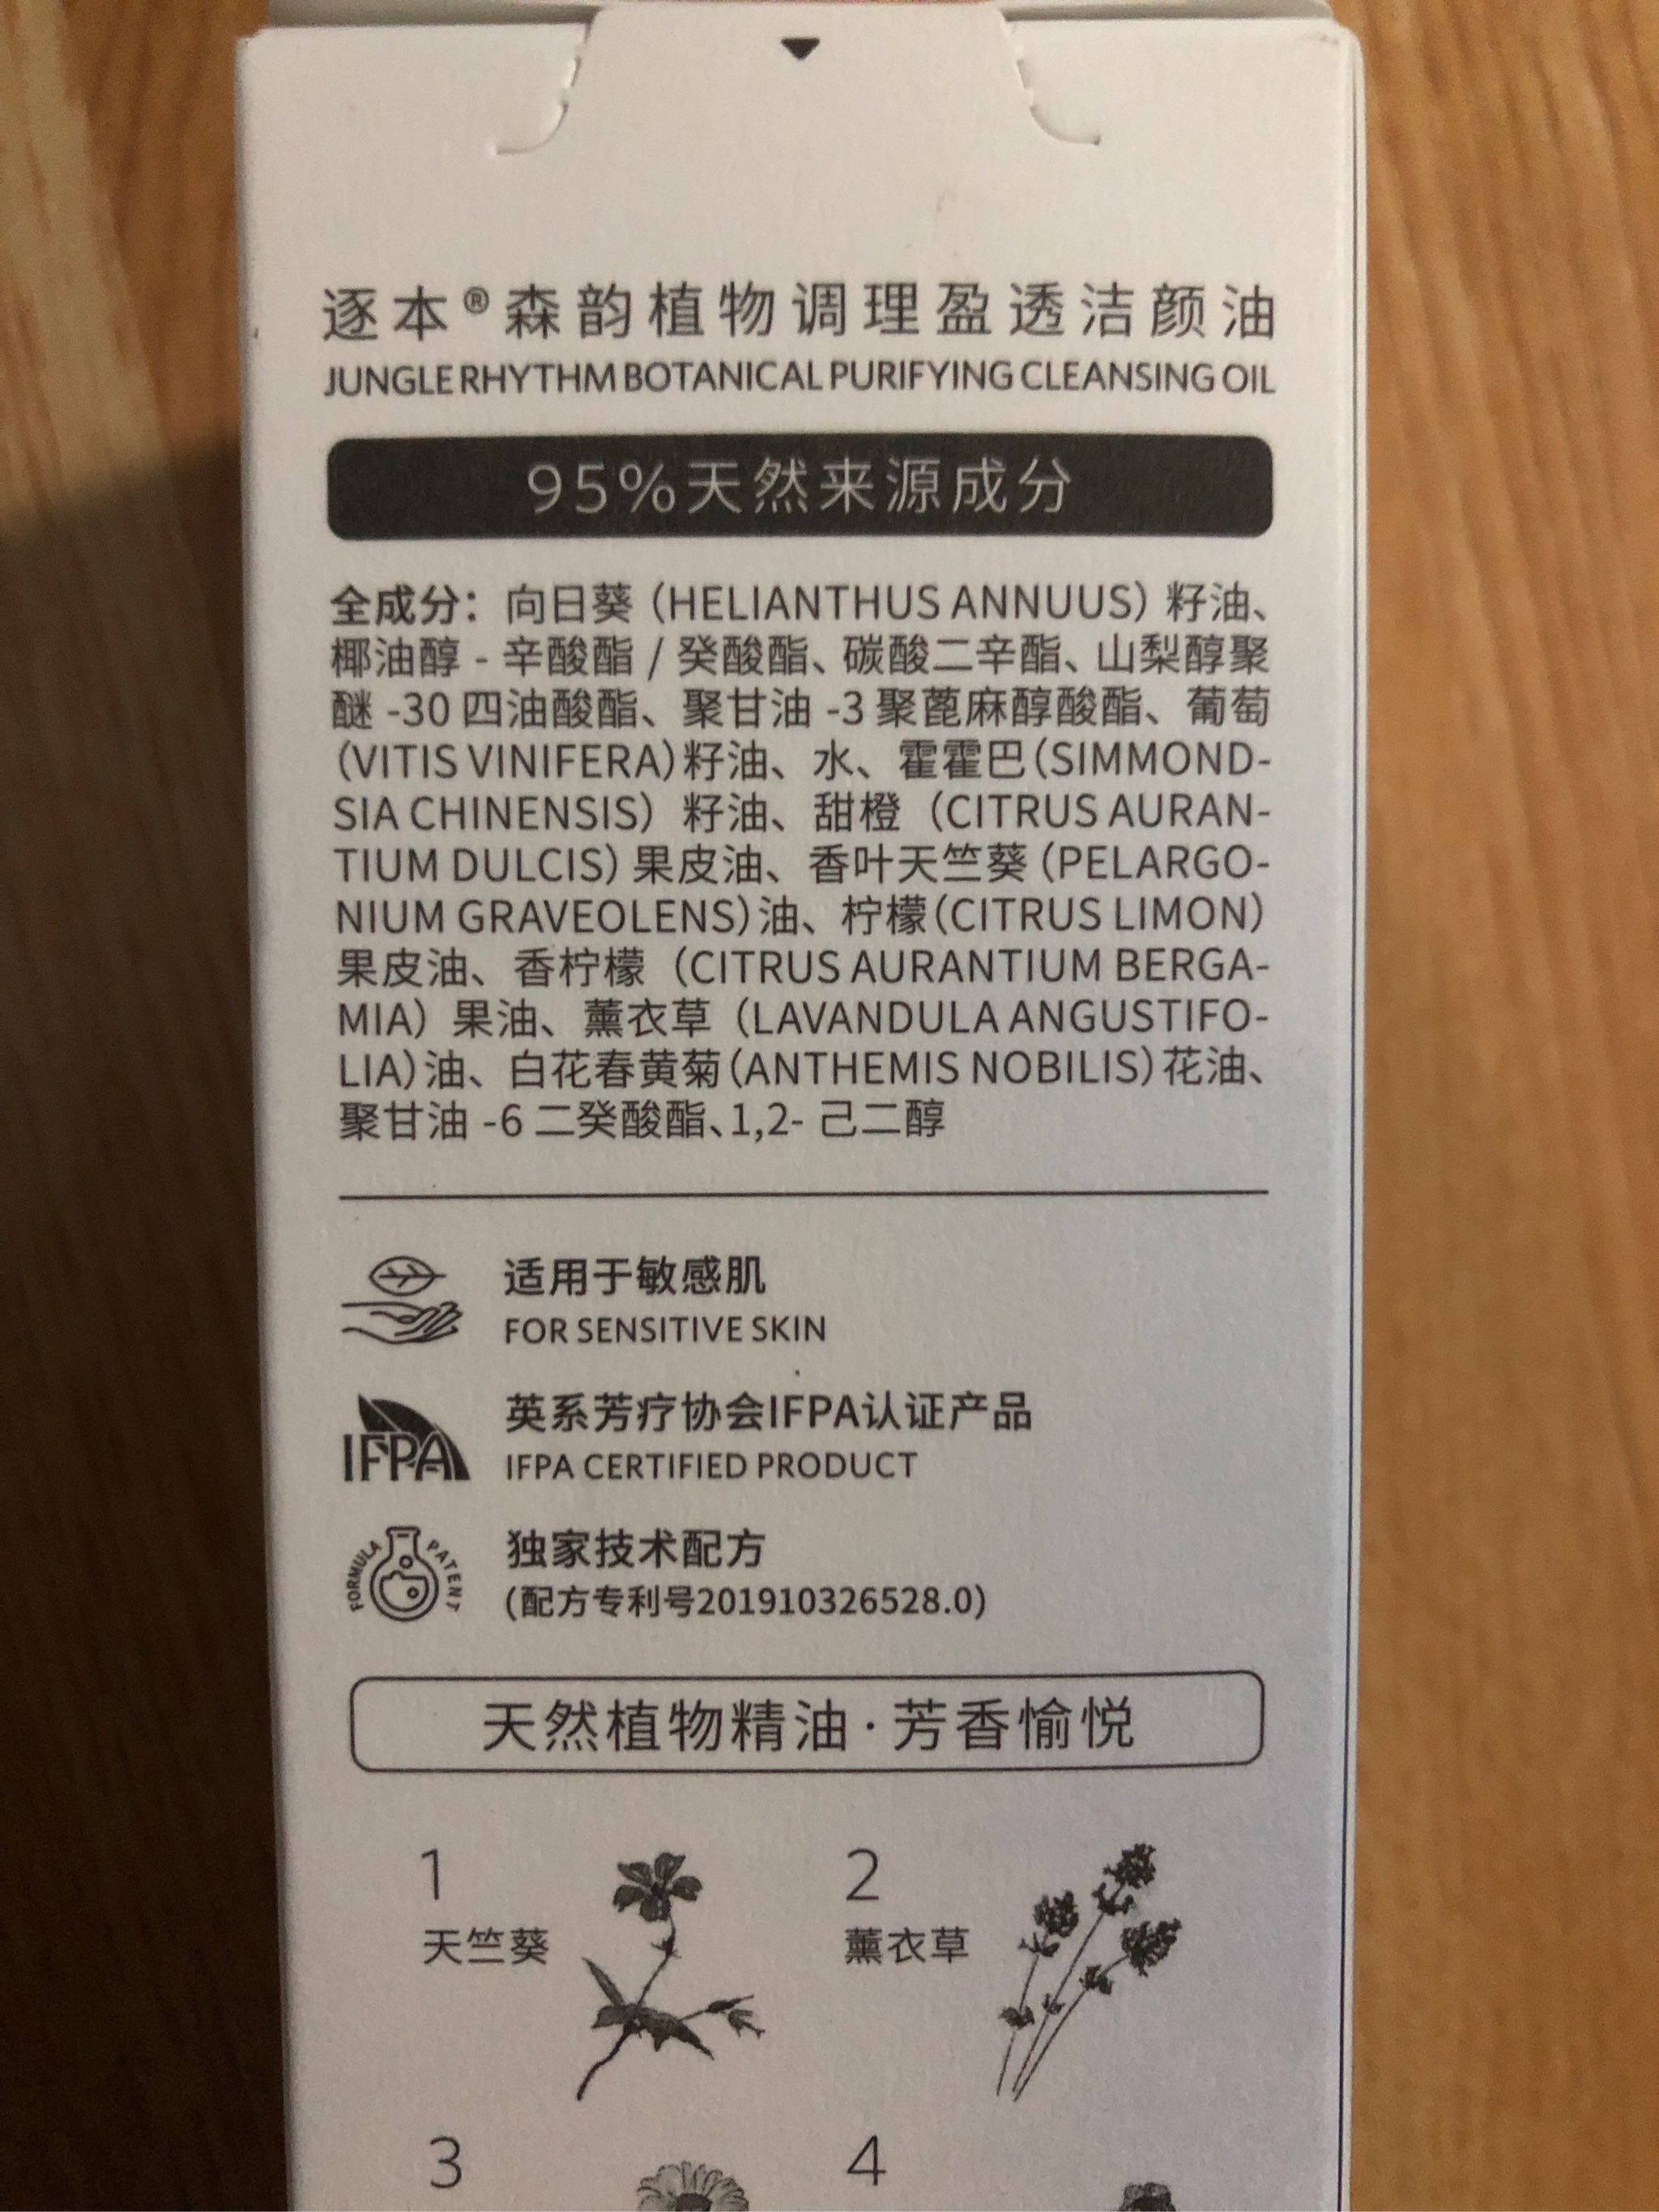 逐本®森韵植物调理盈透洁颜油
JUNGLE RHYTHM BOTANICAL PURIFYING CLEANSING OIL
95%天然来源成分
全成分：向日葵（HELIANTHUS ANNUUS）籽油、
椰油醇 - 辛酸酯 / 癸酸酯、碳酸二辛酯、山梨醇聚
醚 -30 四油酸酯、聚甘油 -3 聚蓖麻醇酸酯、葡萄
（VITIS VINIFERA）籽油、水、霍霍巴（SIMMOND-
SIA CHINENSIS）籽油、甜橙（CITRUS AURAN-
TIUM DULCIS）果皮油、香叶天竺葵（PELARGO-
NIUM GRAVEOLENS）油、柠檬（CITRUS LIMON）
果皮油、香柠檬（CITRUS AURANTIUM BERGA-
MIA）果油、薰衣草（LAVANDULA ANGUSTIFO-
LIA）油、白花春黄菊（ANTHEMIS NOBILIS）花油、
聚甘油 -6 二癸酸酯、1,2- 己二醇
适用于敏感肌
FOR SENSITIVE SKIN
IFPA
英系芳疗协会IFPA认证产品
IFPA CERTIFIED PRODUCT
FORMULA PATENT
独家技术配方
(配方专利号201910326528.0)
天然植物精油·芳香愉悦
1
天竺葵
2
薰衣草
3
4